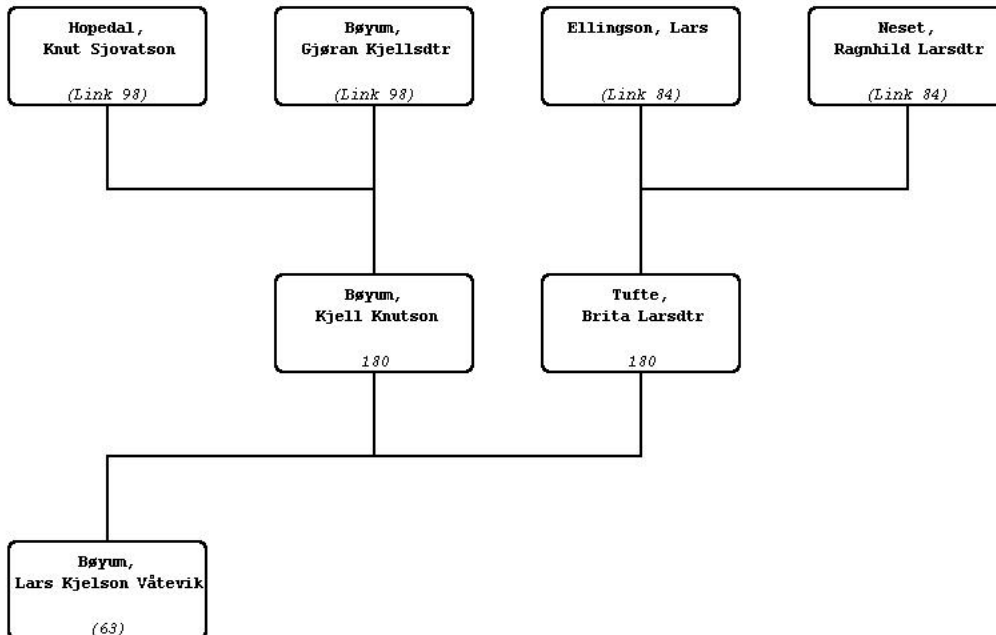 Hopedal,
Knut Sjovatson
(Link 98)
Bøyum,
Gjøran Kjellsdtr
(Link 98)
Ellingson, Lars
(Link 84)
Neset,
Ragnhild Larsdtr
(Link 84)
Bøyum,
Kjell Knutson
180
Tufte,
Brita Larsdtr
180
Bøyum,
Lars Kjelson Våtevik
(63)